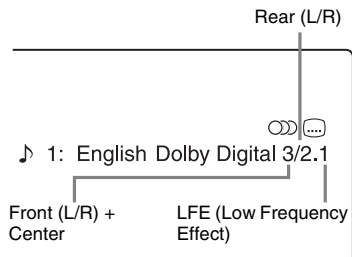 Rear (L/R)
♪ 1: English Dolby Digital 3/2.1
Front (L/R) +
Center
LFE (Low Frequency
Effect)